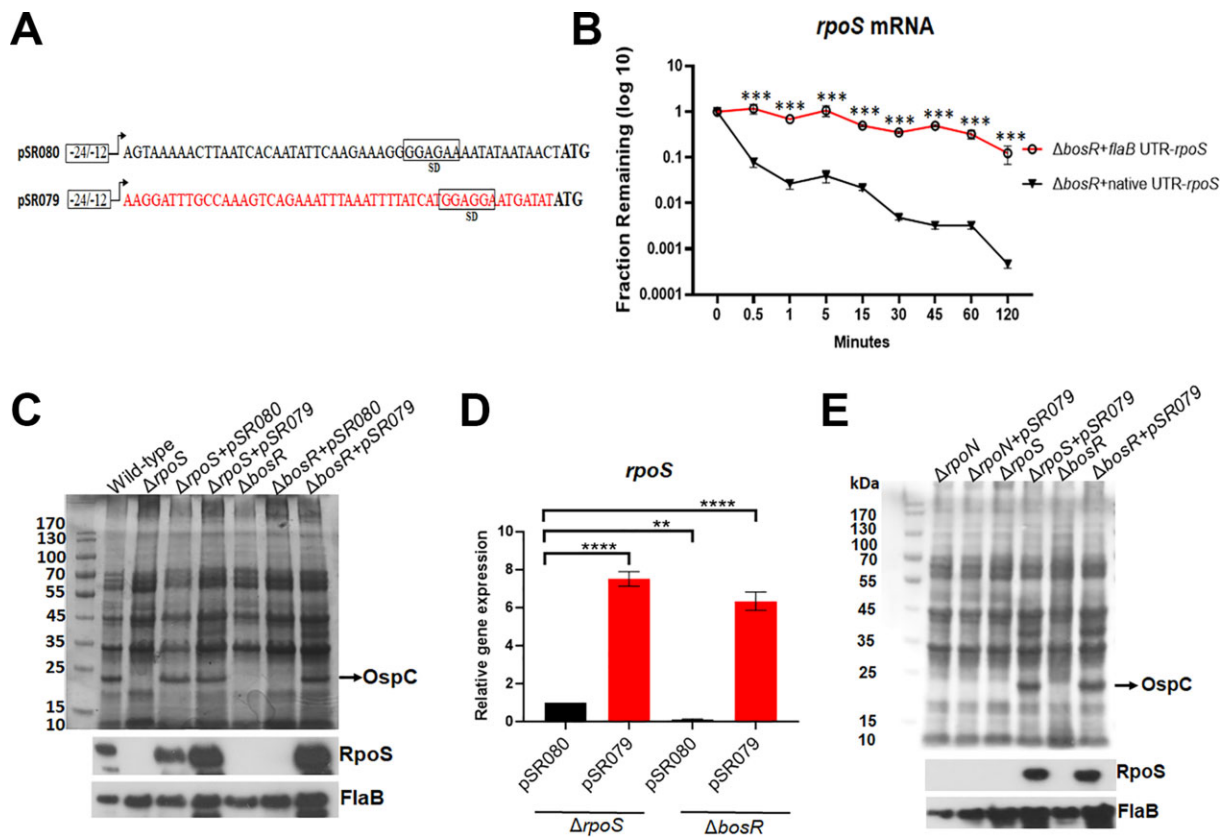 A
pSR080 -24/-12 AGTAAAAACTTAATCACAATATTCAAGAAAGGGGAGAAAATATAATAACTATG
SD
pSR079 -24/-12 AAGGATTTGCCAAAGTCAGAAATTTAAATTTTATCATGGAGGAATGATATATG
SD
B
rpoS mRNA
Fraction Remaining (log 10)
10
1
0.1
0.01
0.001
0.0001
*** *** *** *** *** *** *** ***
0 0.5 1 5 15 30 45 60 120
Minutes
ΔbosR+flaB UTR-rpoS
ΔbosR+native UTR-rpoS
C
Wild-type
ΔrpoS
ΔrpoS+pSR080
ΔrpoS+pSR079
ΔbosR
ΔbosR+pSR080
ΔbosR+pSR079
170
130
100
70
55
45
35
25
15
10
OspC
RpoS
FlaB
D
rpoS
Relative gene expression
10
8
6
4
2
0
****
**
****
pSR080 pSR079 pSR080 pSR079
ΔrpoS ΔbosR
E
ΔrpoN
ΔrpoN+pSR079
ΔrpoS
ΔrpoS+pSR079
ΔbosR
ΔbosR+pSR079
kDa
170
130
100
70
55
45
35
25
15
10
OspC
RpoS
FlaB